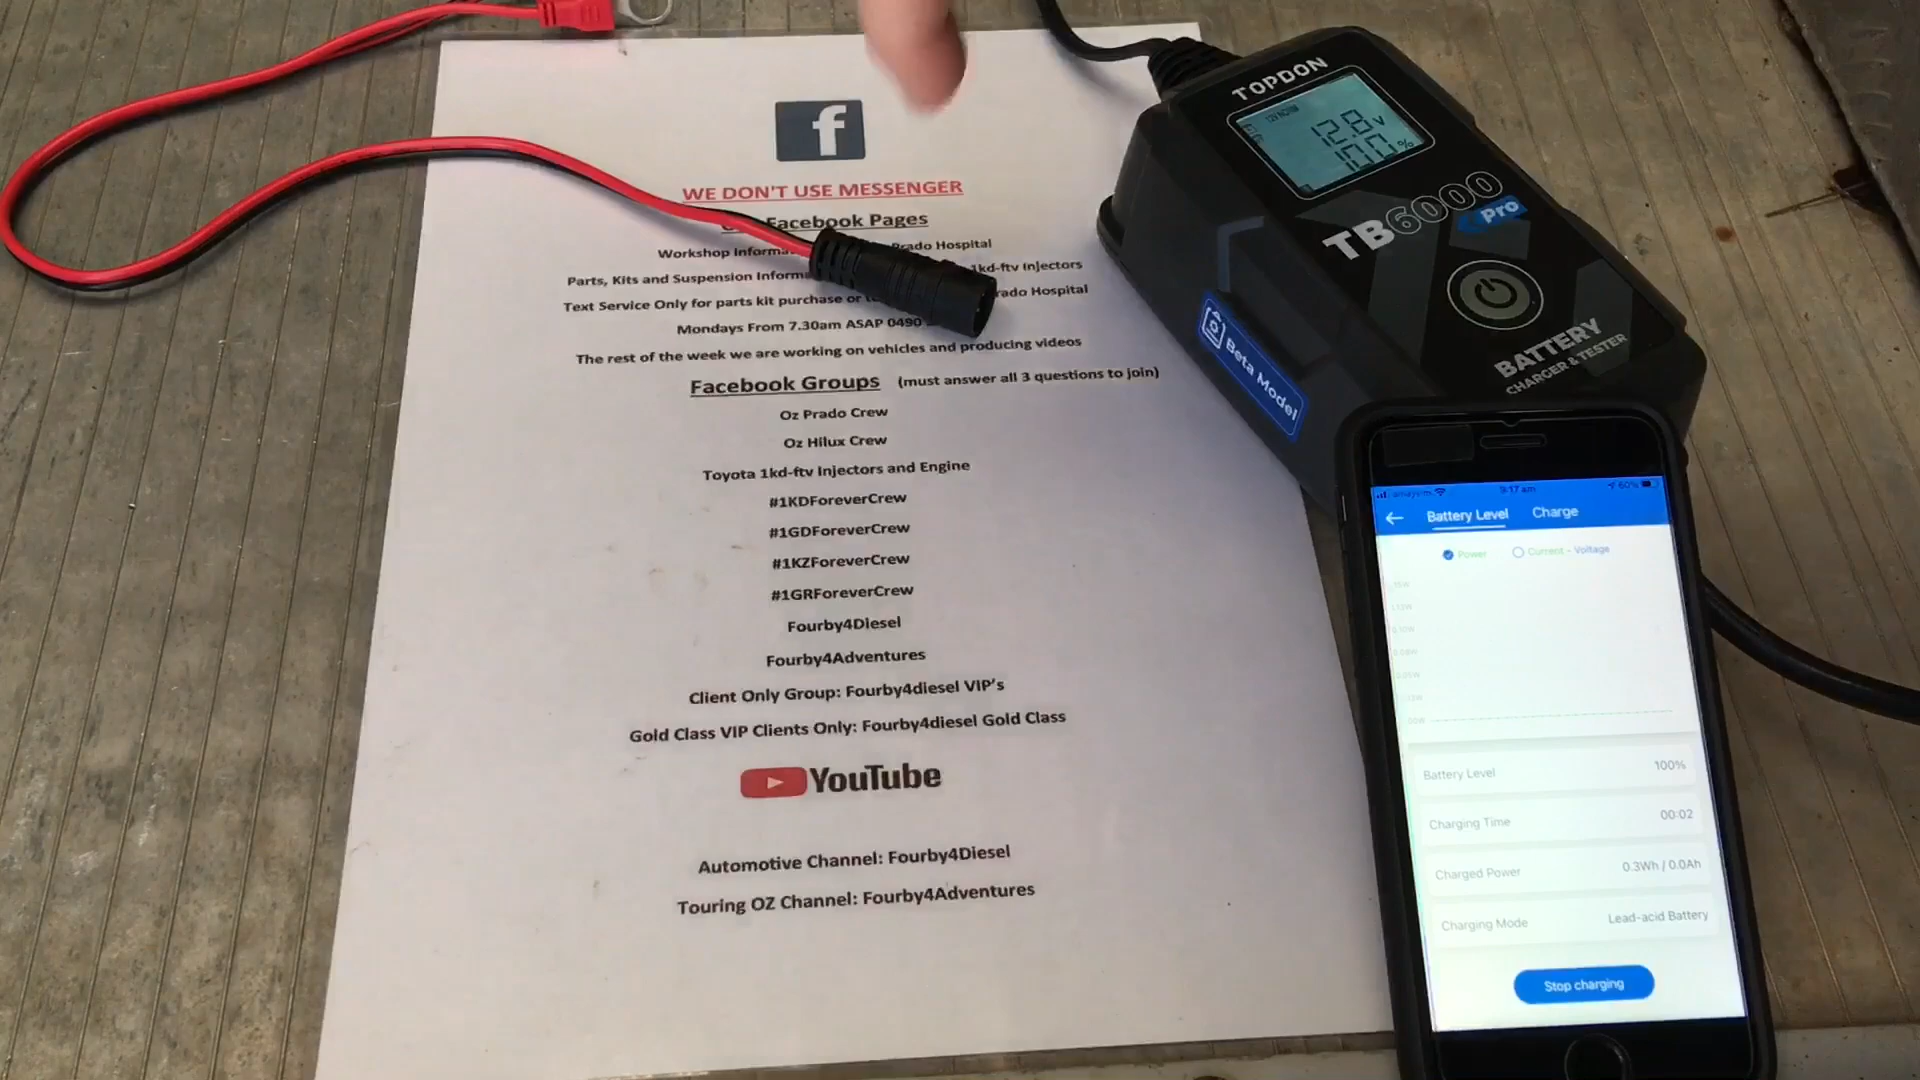 f
WE DON'T USE MESSENGER
Facebook Pages
Workshop Prado Hospital
Parts, Kits and Suspension 1kd-ftv Injectors
Text Service Only for parts kit purchase or Hospital
Mondays From 7.30am ASAP 0490
The rest of the week we are working on vehicles and producing videos
Facebook Groups (must answer all 3 questions to join)
Oz Prado Crew
Oz Hilux Crew
Toyota 1kd-ftv Injectors and Engine
#1KDForeverCrew
#1GDForeverCrew
#1KZForeverCrew
#1GRForeverCrew
Fourby4Diesel
Fourby4Adventures
Client Only Group: Fourby4diesel VIP's
Gold Class VIP Clients Only: Fourby4diesel Gold Class
YouTube
Automotive Channel: Fourby4Diesel
Touring OZ Channel: Fourby4Adventures
TOPDON
12.8 V
100 %
TB6000
Pro
BATTERY
CHARGER & TESTER
Beta Model
9:17 am 60%
Battery Level Charge
Power Current - Voltage
Battery Level 100%
Charging Time 00:02
Charged Power 0.3Wh / 0.0Ah
Charging Mode Lead-acid Battery
Stop charging